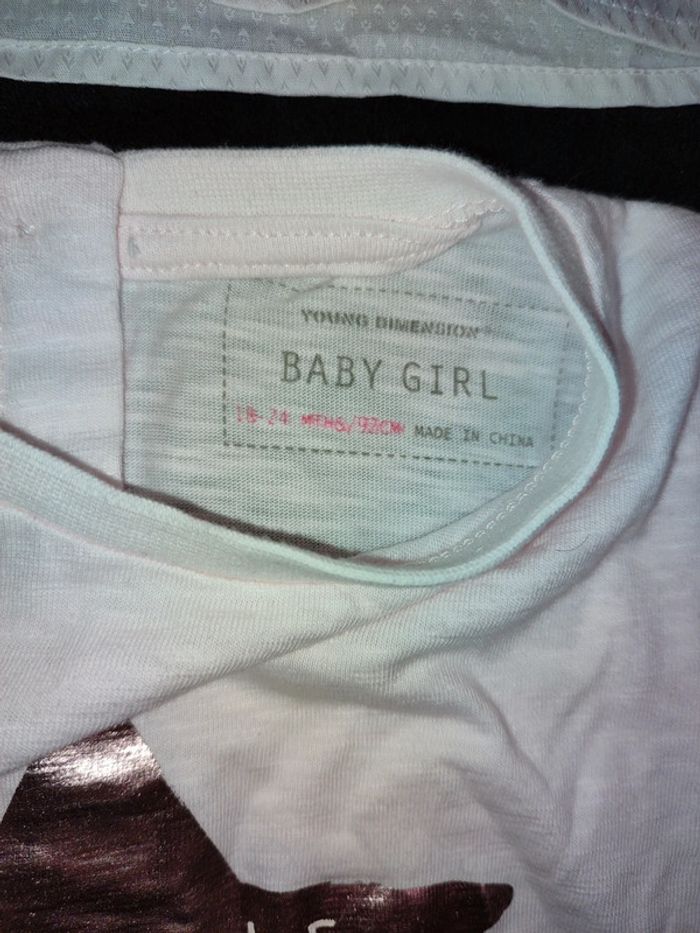 YOUNG DIMENSION
BABY GIRL
18-24 MTHS/92CM MADE IN CHINA